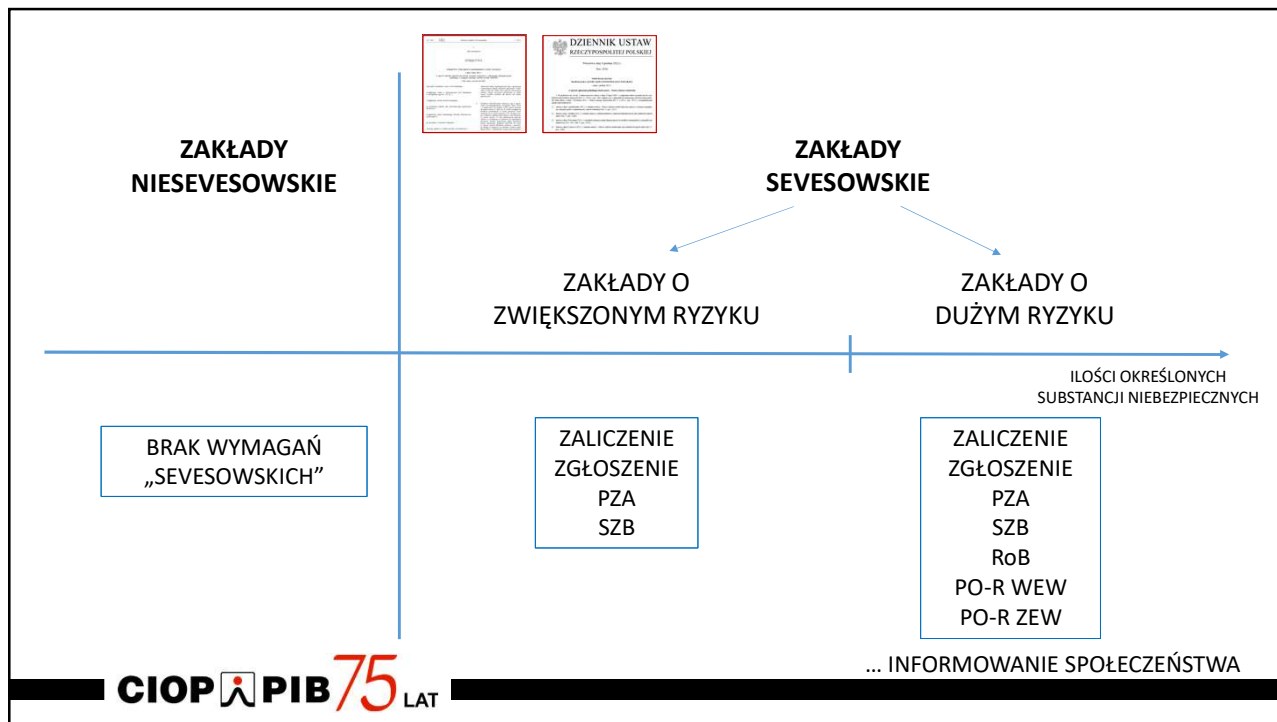 DZIENNIK USTAW
RZECZYPOSPOLITEJ POLSKIEJ
ZAKŁADY
NIESEVESOWSKIE
ZAKŁADY
SEVESOWSKIE
ZAKŁADY O
ZWIĘKSZONYM RYZYKU
ZAKŁADY O
DUŻYM RYZYKU
ILOŚCI OKREŚLONYCH
SUBSTANCJI NIEBEZPIECZNYCH
BRAK WYMAGAŃ
„SEVESOWSKICH”
ZALICZENIE
ZGŁOSZENIE
PZA
SZB
ZALICZENIE
ZGŁOSZENIE
PZA
SZB
RoB
PO-R WEW
PO-R ZEW
... INFORMOWANIE SPOŁECZEŃSTWA
CIOP PIB 75 LAT